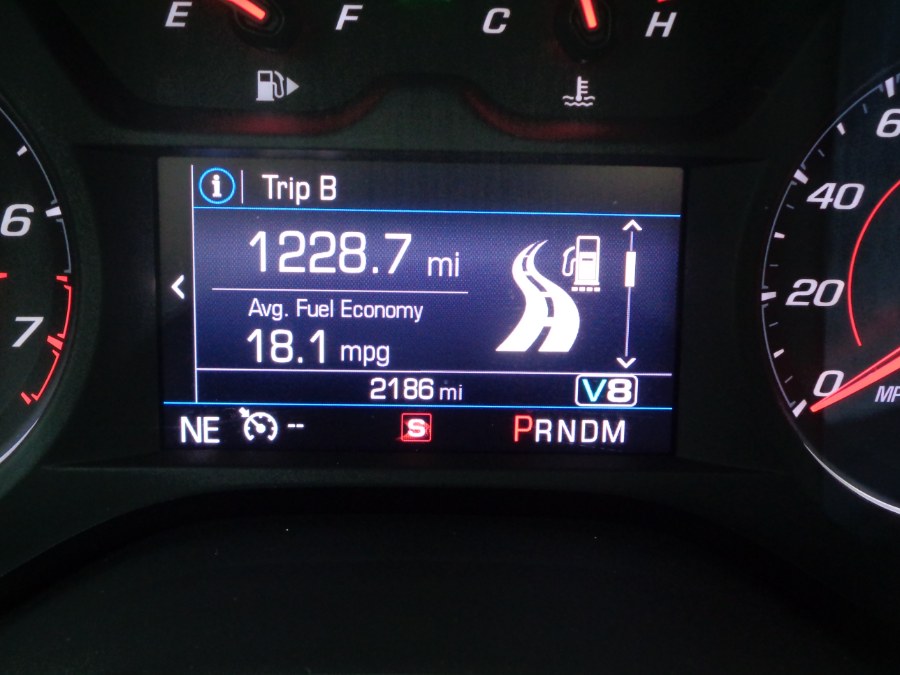 E F C H
i Trip B
1228.7 mi
Avg. Fuel Economy
18.1 mpg
2186 mi V8
NE -- S PRNDM
6
7
6
40
20
0